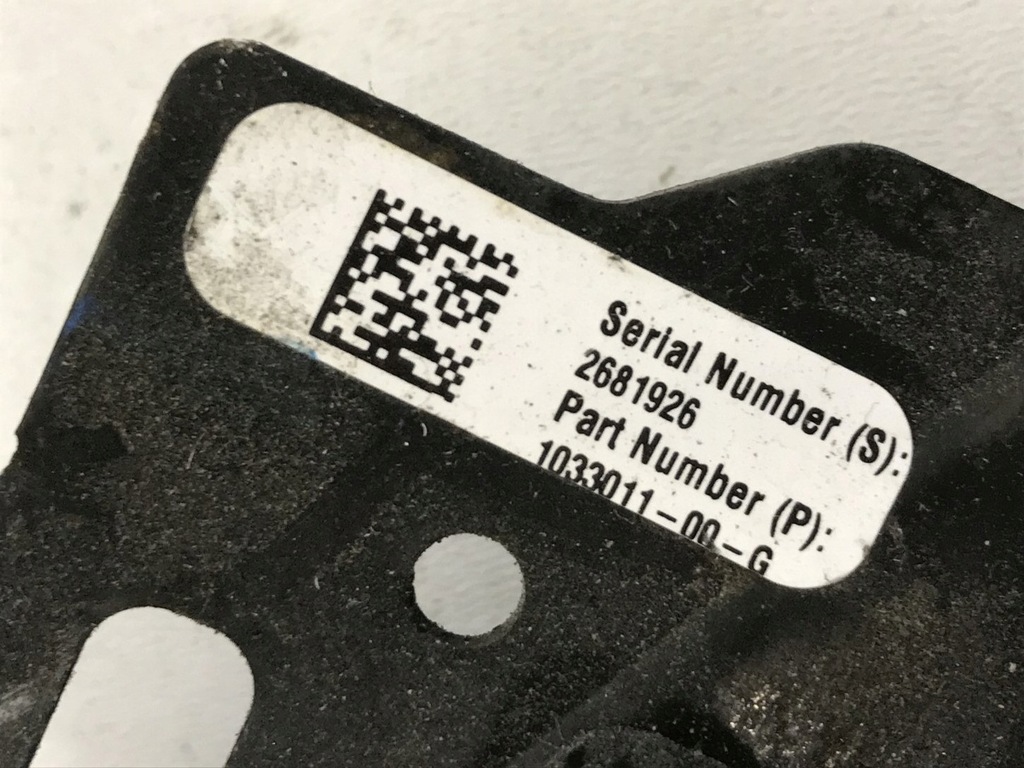 Serial Number (S):
2681926
Part Number (P):
1033011-00-G